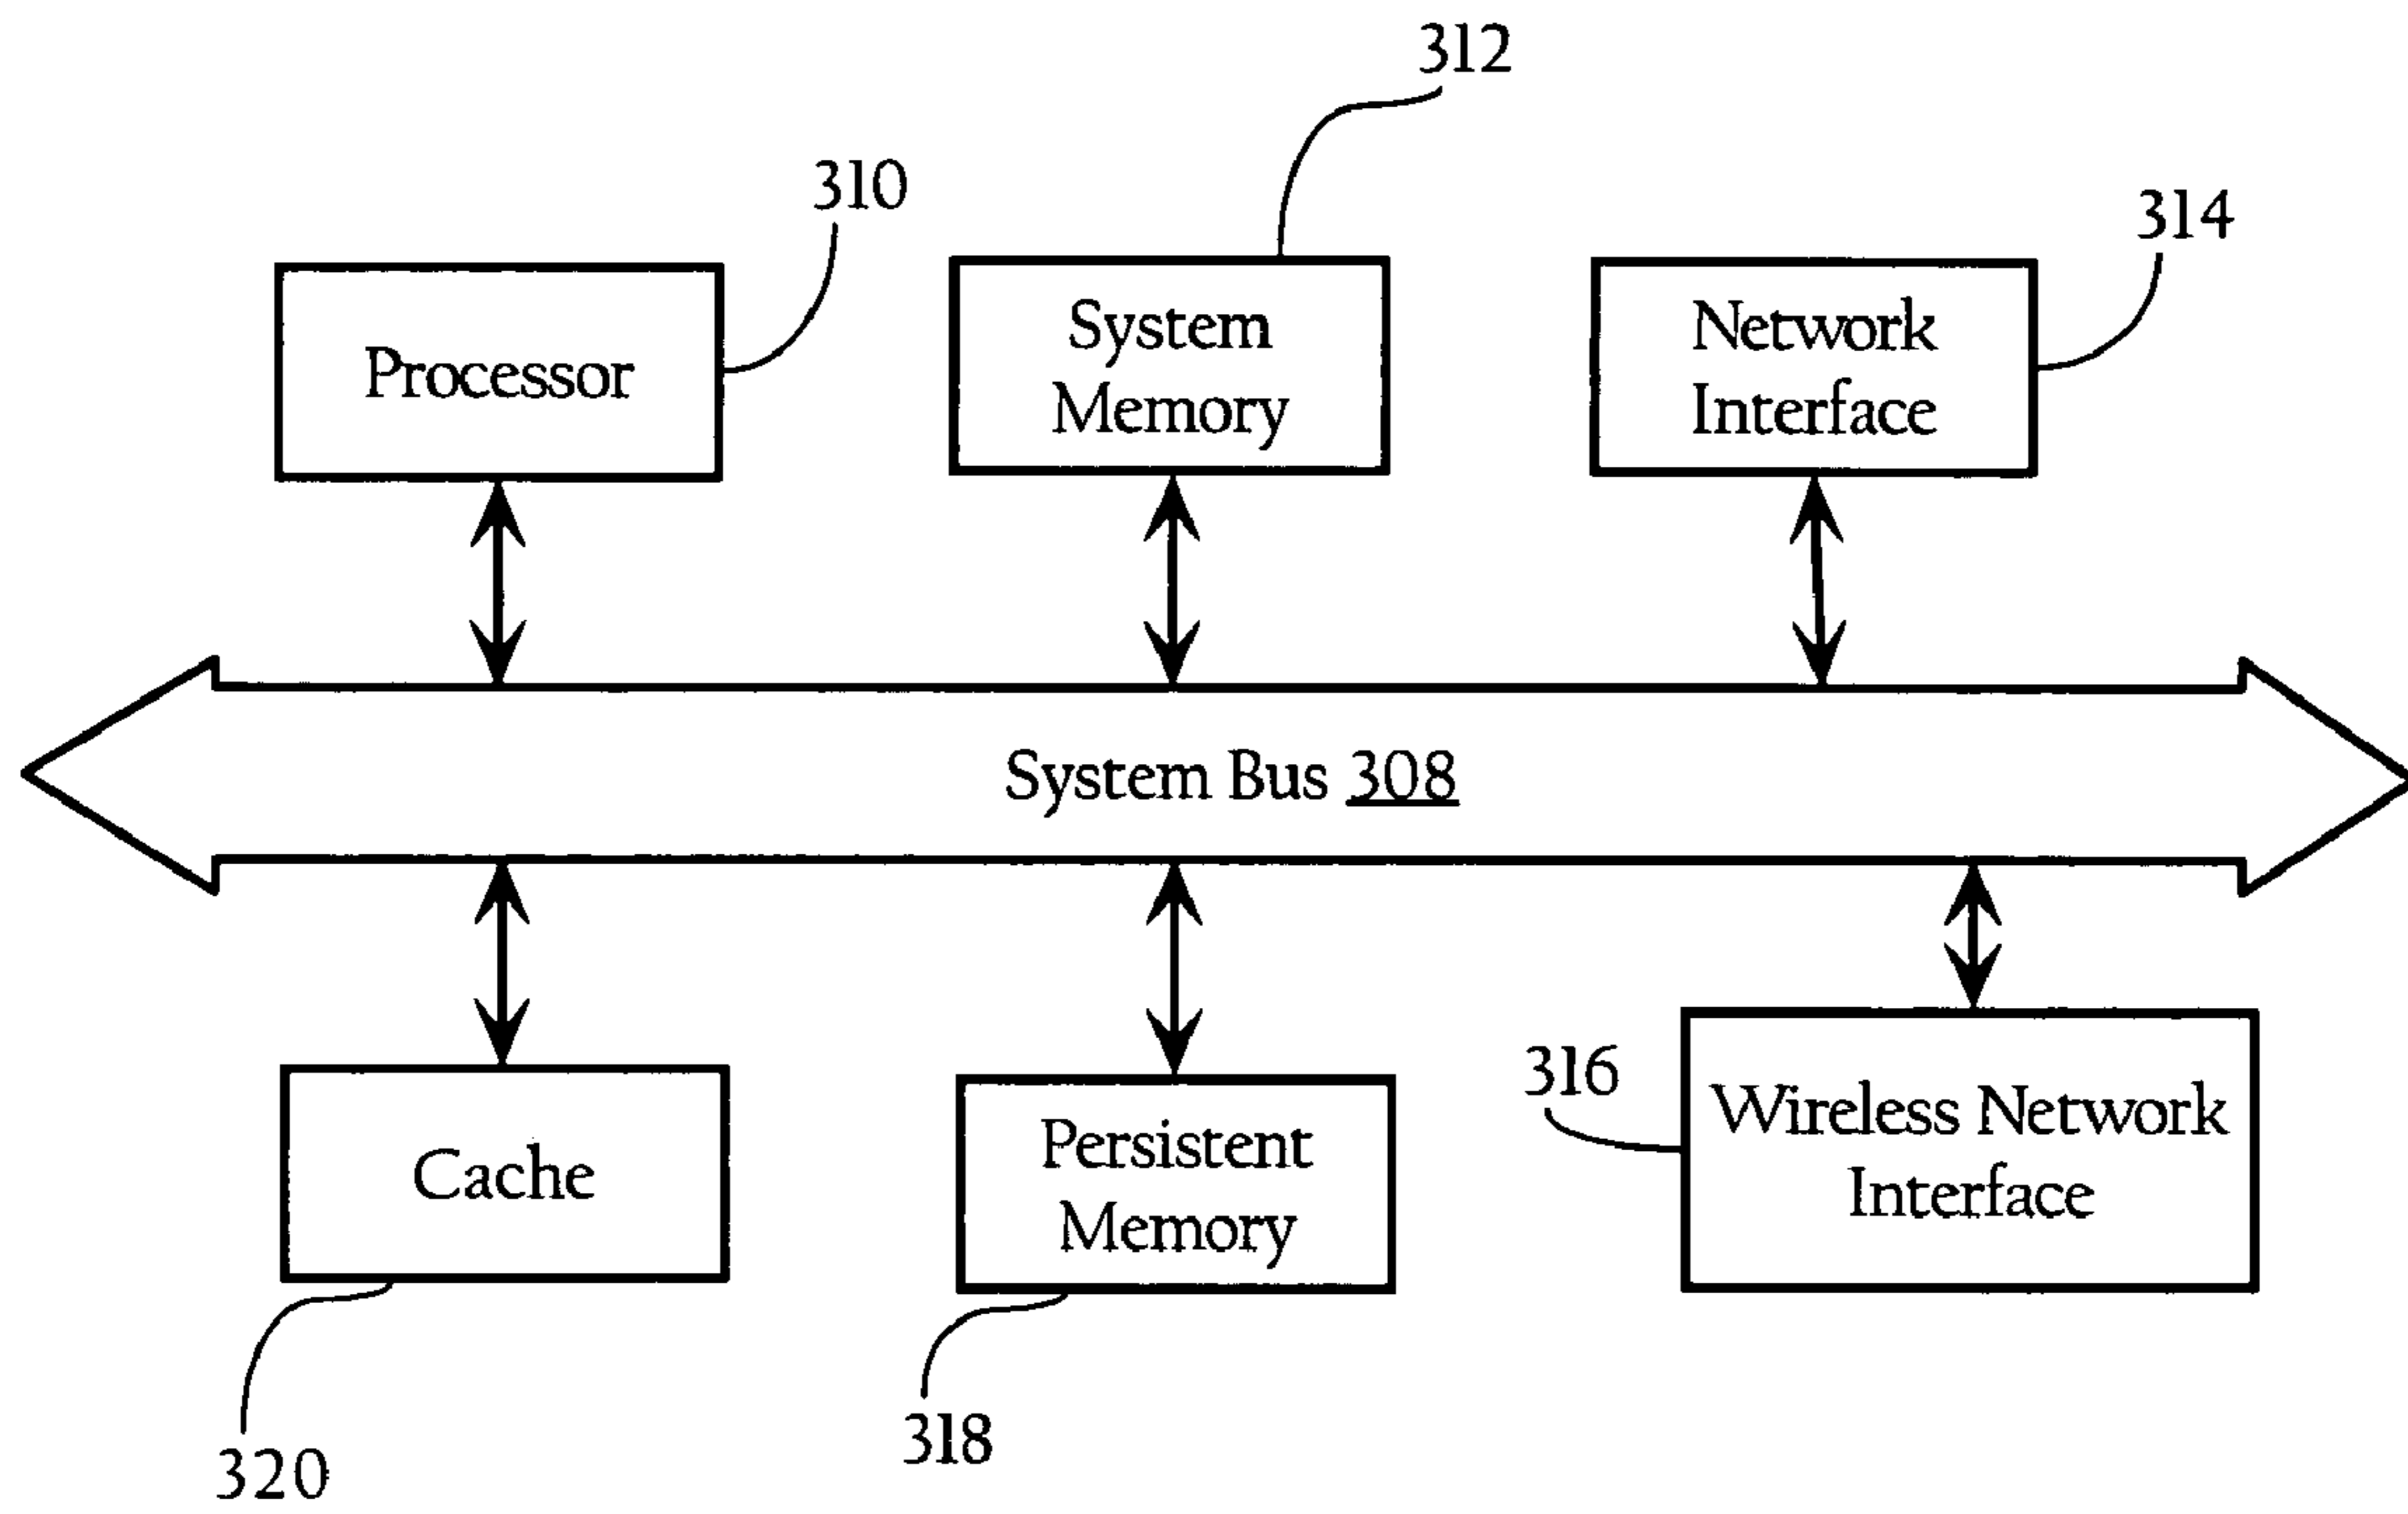 312
310
314
Processor
System
Memory
Network
Interface
System Bus 308
316
Cache
Persistent
Memory
Wireless Network
Interface
320
318